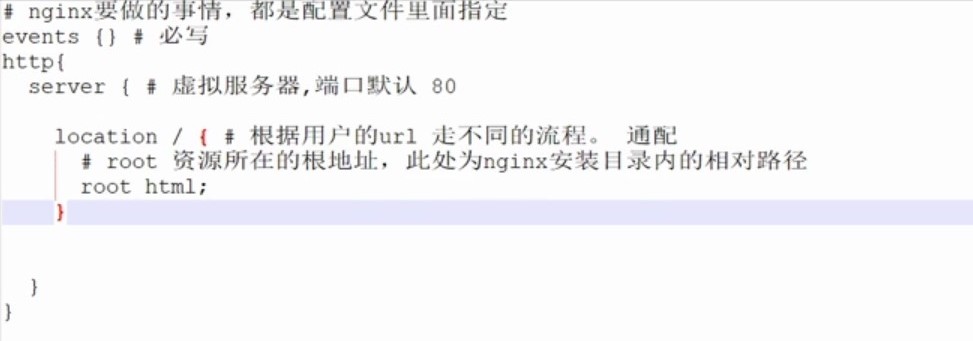 # nginx要做的事情，都是配置文件里面指定
events {} # 必写
http{
  server { # 虚拟服务器,端口默认 80
    location / { # 根据用户的url 走不同的流程。 通配
      # root 资源所在的根地址，此处为nginx安装目录内的相对路径
      root html;
    }
  }
}